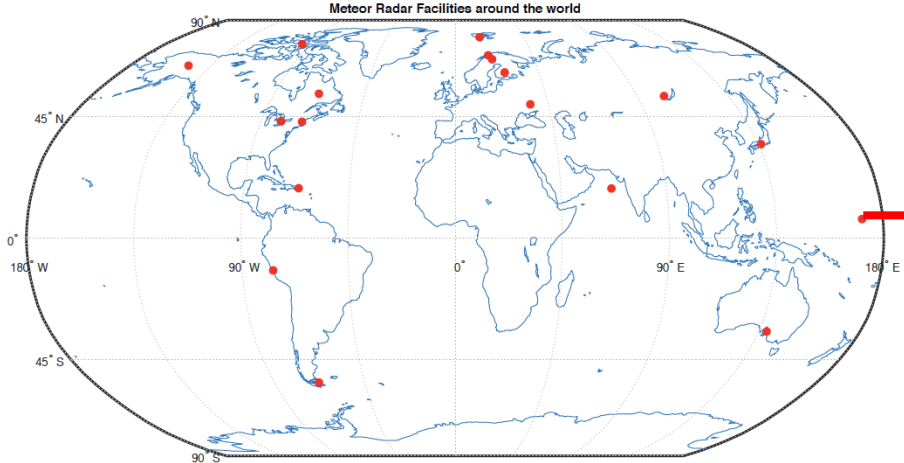 Meteor Radar Facilities around the world
90° N
45° N
0°
180° W
90° W
0°
90° E
180° E
45° S
90° S